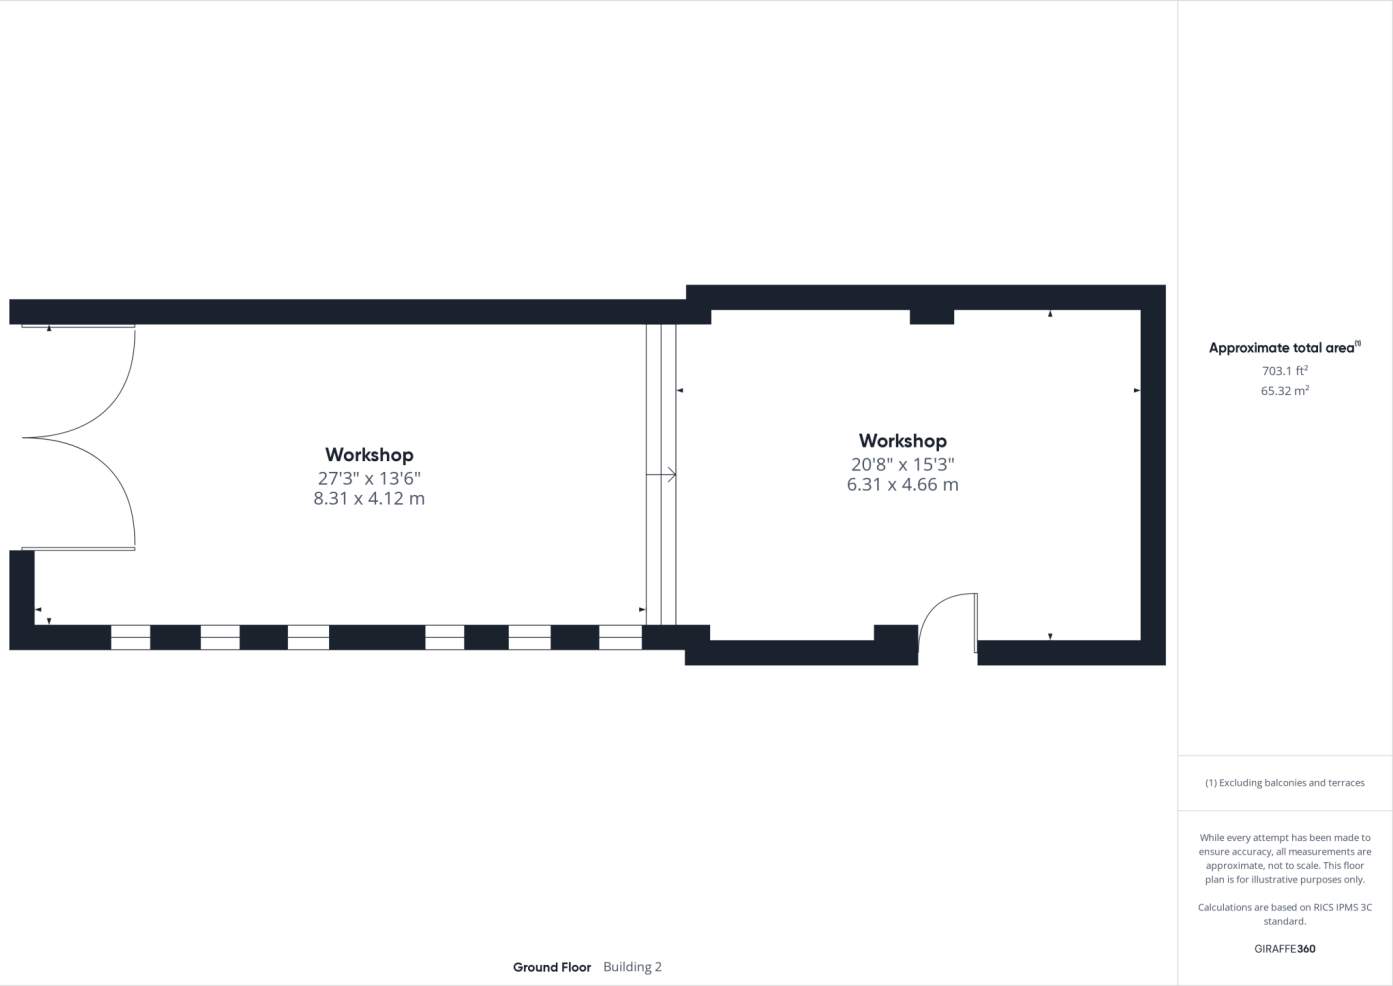 Workshop
27'3" x 13'6"
8.31 x 4.12 m
Workshop
20'8" x 15'3"
6.31 x 4.66 m
Approximate total area(1)
703.1 ft²
65.32 m²
(1) Excluding balconies and terraces
While every attempt has been made to
ensure accuracy, all measurements are
approximate, not to scale. This floor
plan is for illustrative purposes only.
Calculations are based on RICS IPMS 3C
standard.
GIRAFFE360
Ground Floor Building 2